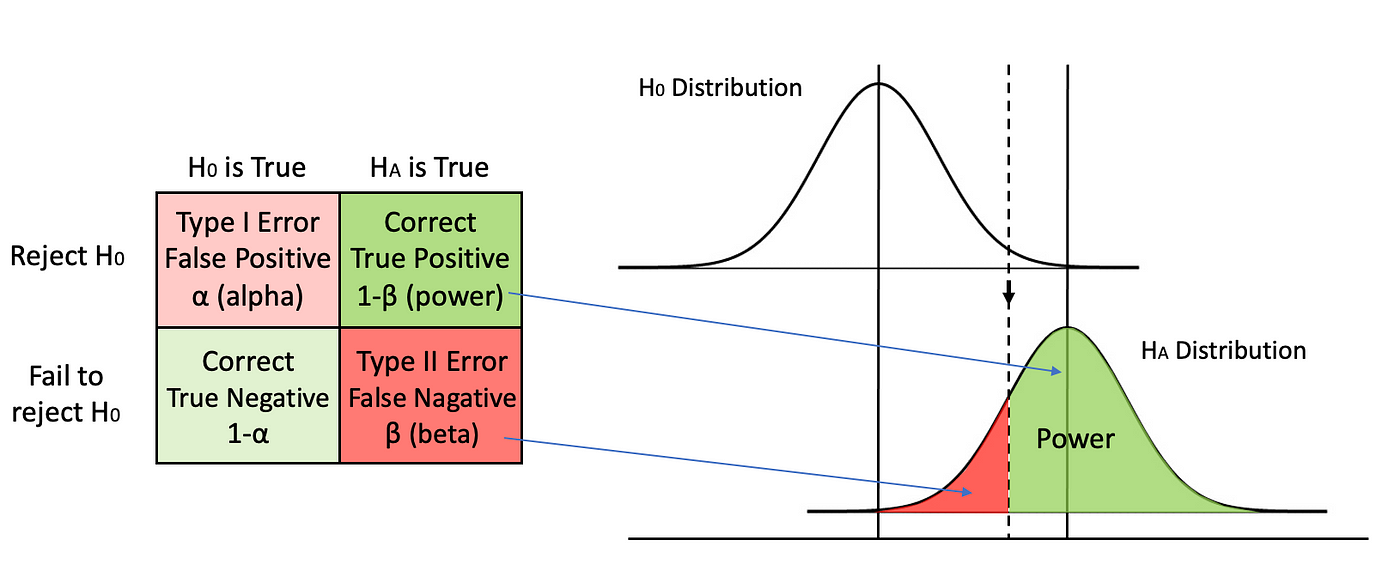 H0 Distribution
H0 is True
HA is True
Reject H0
Type I Error
False Positive
α (alpha)
Correct
True Positive
1-β (power)
Fail to
reject H0
Correct
True Negative
1-α
Type II Error
False Nagative
β (beta)
HA Distribution
Power